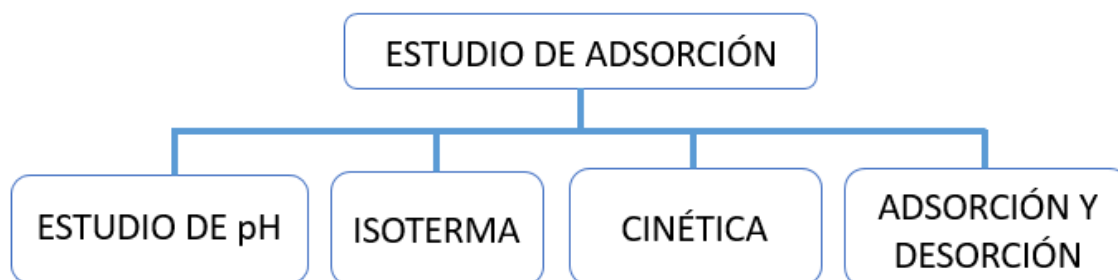 ESTUDIO DE ADSORCIÓN
ESTUDIO DE pH
ISOTERMA
CINÉTICA
ADSORCIÓN Y
DESORCIÓN